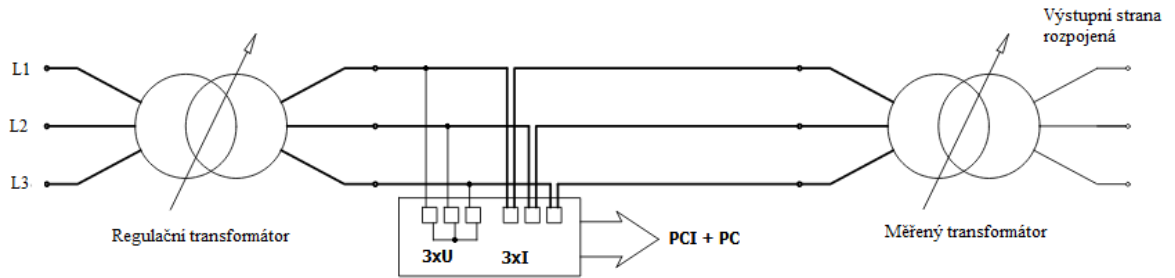 Výstupní strana
rozpojená
L1
L2
L3
Regulační transformátor
3xU
3xI
PCI + PC
Měřený transformátor